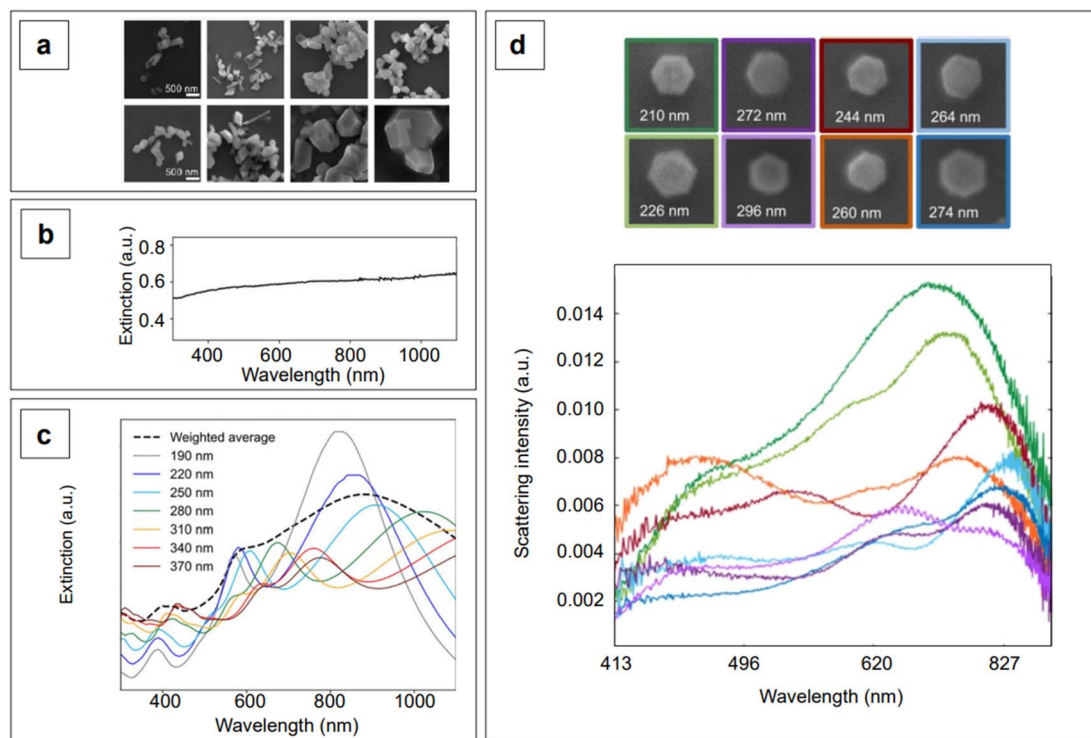 a
500 nm
500 nm
b
Extinction (a.u.)
0.8
0.6
0.4
400 600 800 1000
Wavelength (nm)
c
Extinction (a.u.)
Weighted average
190 nm
220 nm
250 nm
280 nm
310 nm
340 nm
370 nm
400 600 800 1000
Wavelength (nm)
d
210 nm 272 nm 244 nm 264 nm
226 nm 296 nm 260 nm 274 nm
Scattering intensity (a.u.)
0.014
0.012
0.010
0.008
0.006
0.004
0.002
413 496 620 827
Wavelength (nm)